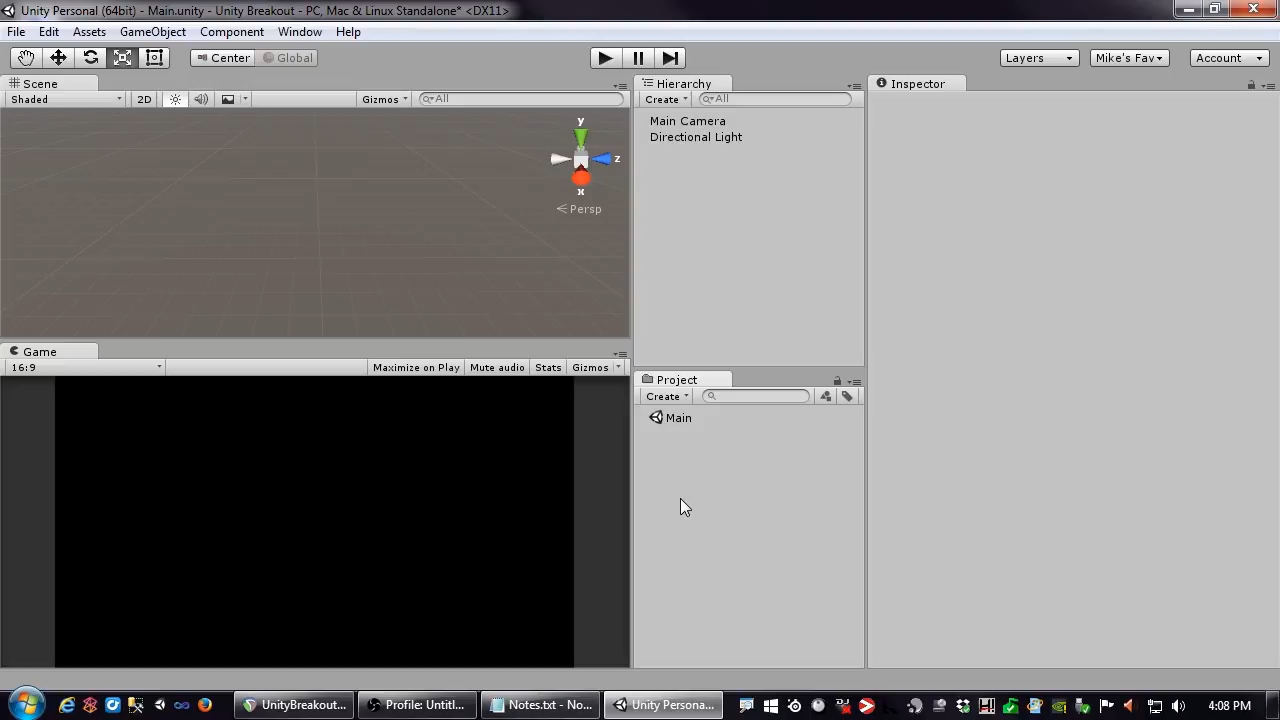 Unity Personal (64bit) - Main.unity - Unity Breakout - PC, Mac & Linux Standalone* <DX11>
File Edit Assets GameObject Component Window Help
Center Global Layers Mike's Fav Account
Scene
Shaded 2D Gizmos All
y
z
x
Persp
Hierarchy
Create All
Main Camera
Directional Light
Inspector
Game
16:9 Maximize on Play Mute audio Stats Gizmos
Project
Create
Main
UnityBreakout... Profile: Untitl... Notes.txt - No... Unity Persona... 4:08 PM